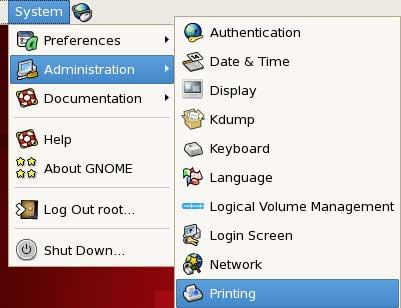 System
Preferences
Administration
Documentation
Help
About GNOME
Log Out root...
Shut Down...
Authentication
Date & Time
Display
Kdump
Keyboard
Language
Logical Volume Management
Login Screen
Network
Printing